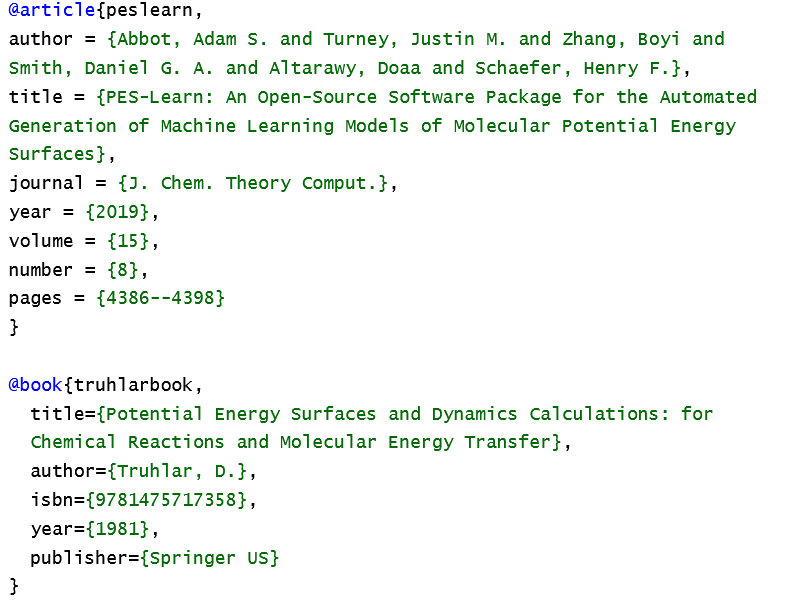 @article{peslearn,
author = {Abbot, Adam S. and Turney, Justin M. and Zhang, Boyi and
Smith, Daniel G. A. and Altarawy, Doaa and Schaefer, Henry F.},
title = {PES-Learn: An Open-Source Software Package for the Automated
Generation of Machine Learning Models of Molecular Potential Energy
Surfaces},
journal = {J. Chem. Theory Comput.},
year = {2019},
volume = {15},
number = {8},
pages = {4386--4398}
}
@book{truhlarbook,
title={Potential Energy Surfaces and Dynamics Calculations: for
Chemical Reactions and Molecular Energy Transfer},
author={Truhlar, D.},
isbn={9781475717358},
year={1981},
publisher={Springer US}
}